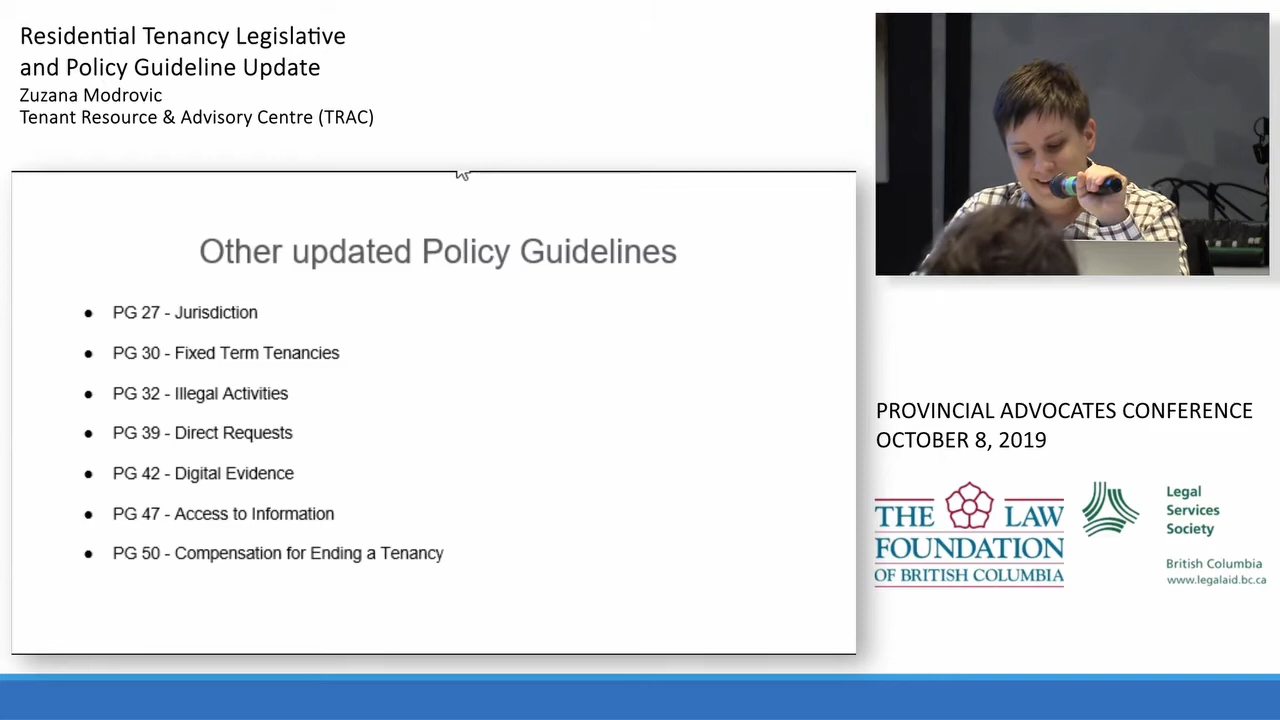 Residential Tenancy Legislative
and Policy Guideline Update
Zuzana Modrovic
Tenant Resource & Advisory Centre (TRAC)
Other updated Policy Guidelines
● PG 27 - Jurisdiction
● PG 30 - Fixed Term Tenancies
● PG 32 - Illegal Activities
● PG 39 - Direct Requests
● PG 42 - Digital Evidence
● PG 47 - Access to Information
● PG 50 - Compensation for Ending a Tenancy
PROVINCIAL ADVOCATES CONFERENCE
OCTOBER 8, 2019
THE LAW
FOUNDATION
OF BRITISH COLUMBIA
Legal
Services
Society
British Columbia
www.legalaid.bc.ca